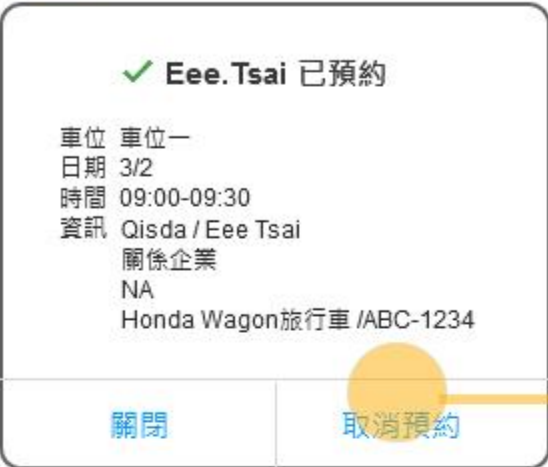 Eee.Tsai 已預約
車位 車位一
日期 3/2
時間 09:00-09:30
資訊 Qisda / Eee Tsai
關係企業
NA
Honda Wagon旅行車 /ABC-1234
關閉
取消預約